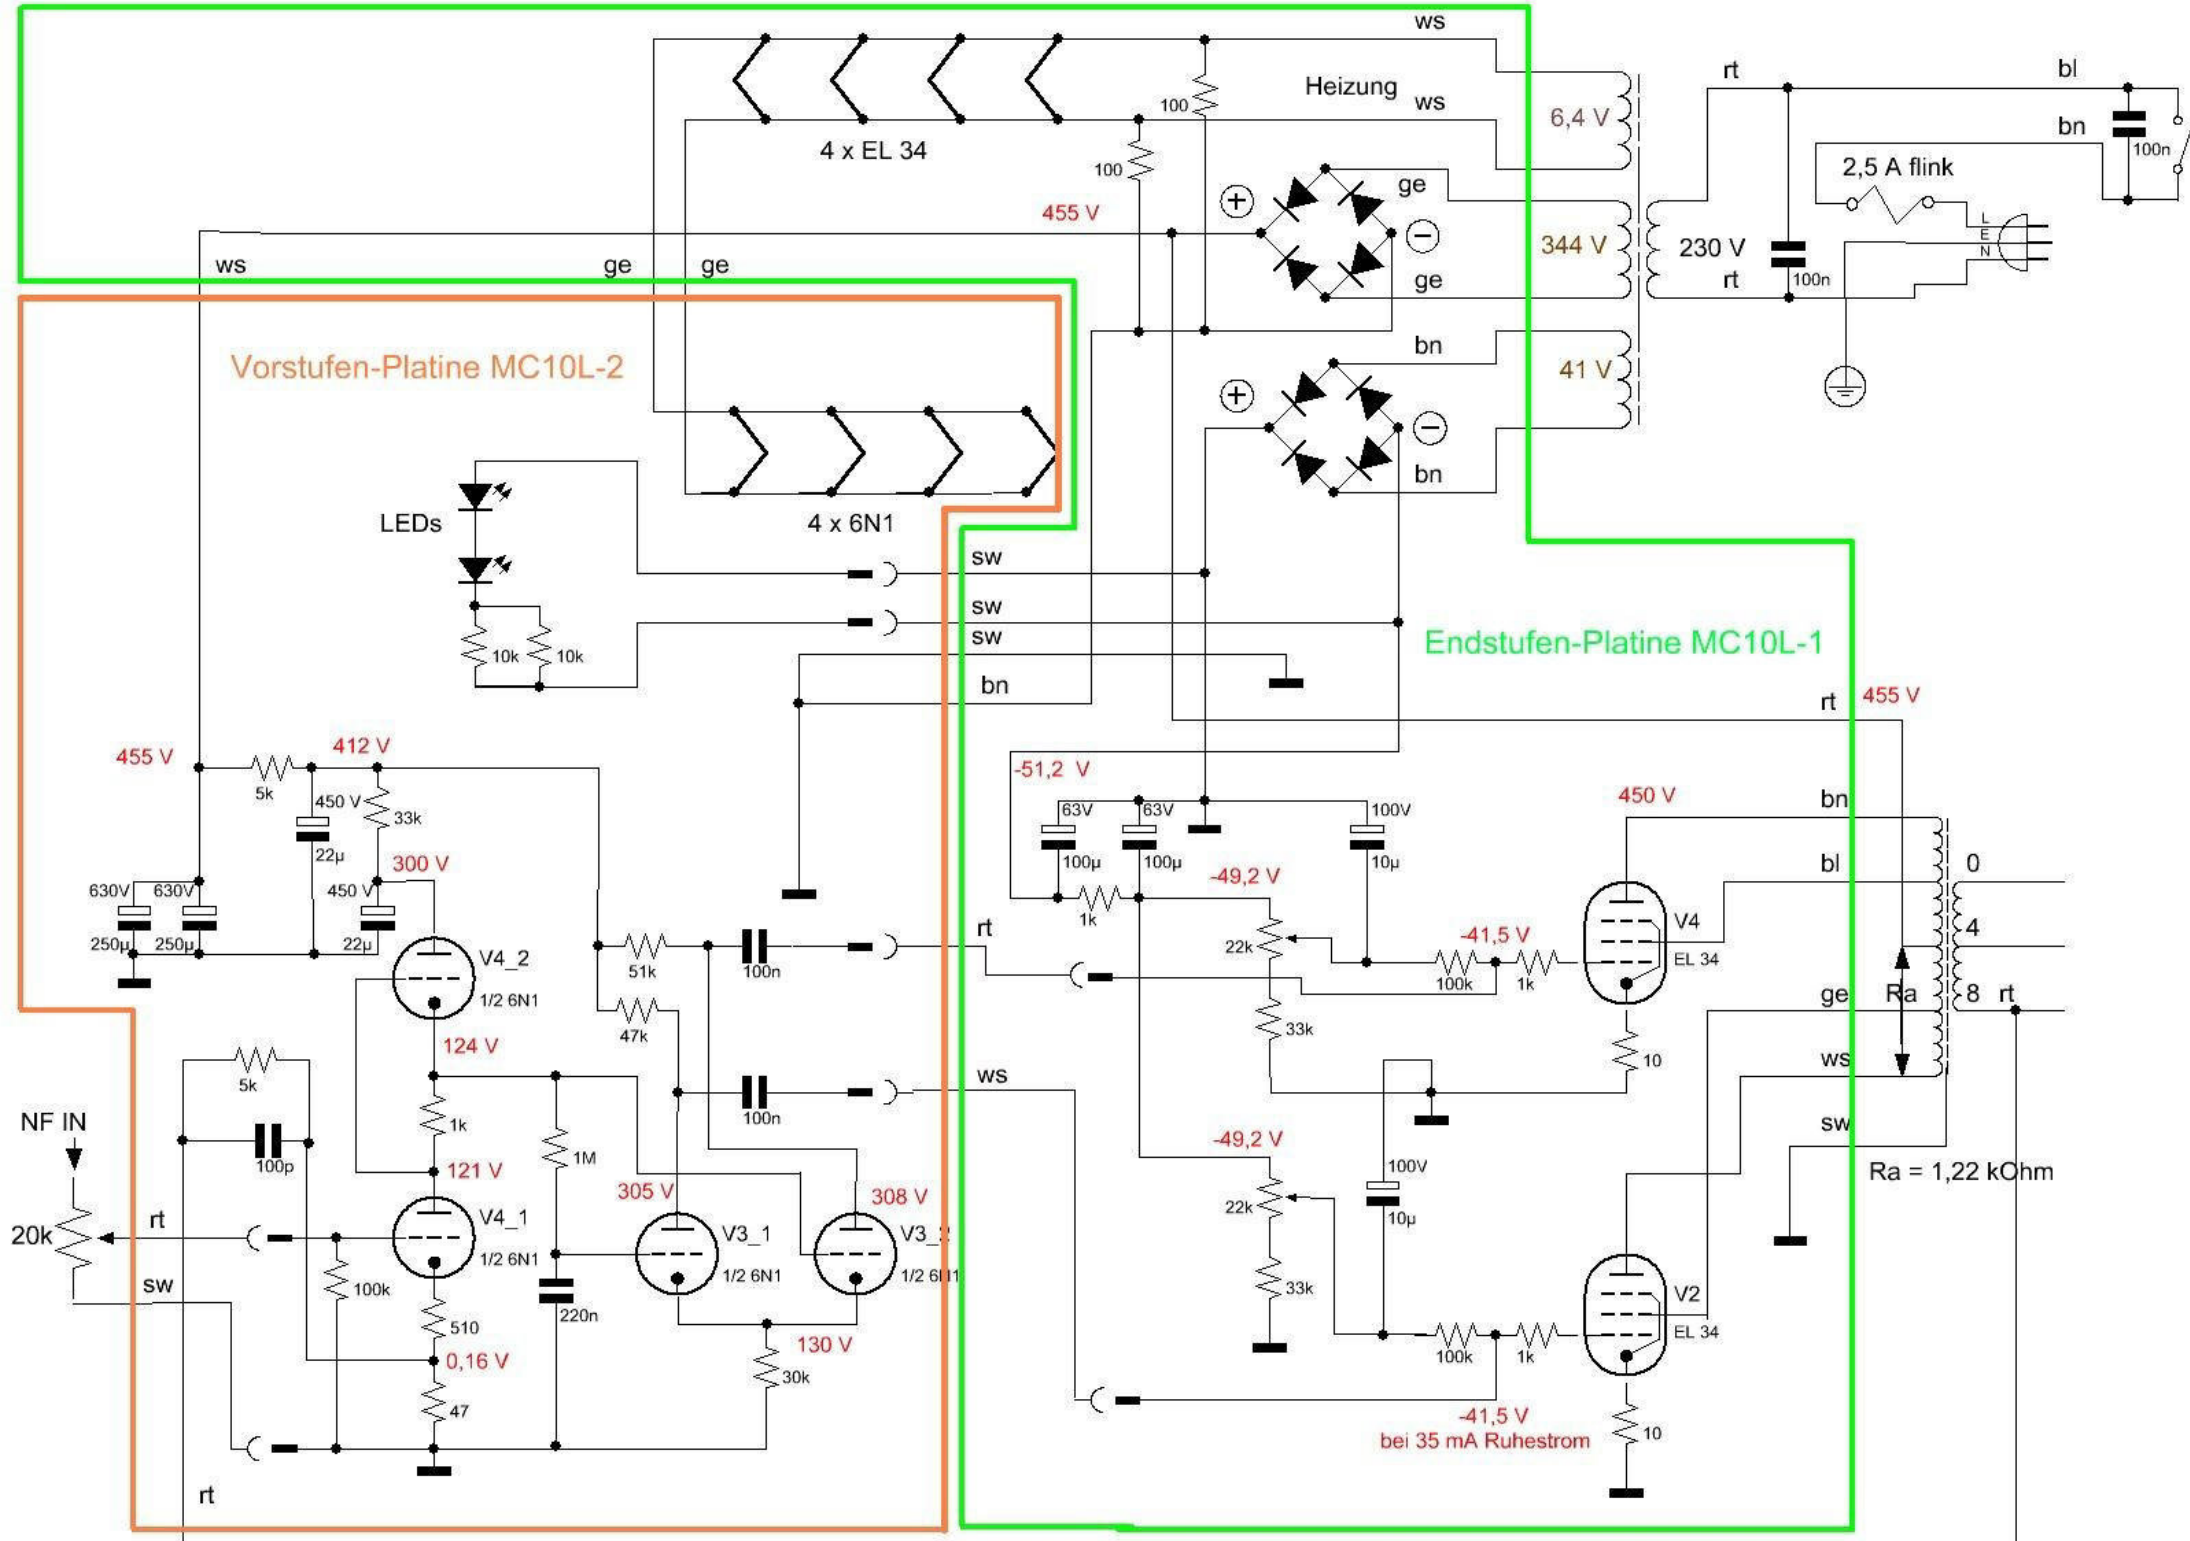 ws
rt
bl
Heizung
100
ws
6,4 V
bn
100n
4 x EL 34
100
2,5 A flink
ge
455 V
+
-
344 V
230 V
L
E
N
ws
ge
ge
ge
rt
100n
Vorstufen-Platine MC10L-2
bn
41 V
+
-
bn
LEDs
4 x 6N1
sw
sw
sw
10k
10k
Endstufen-Platine MC10L-1
bn
rt
455 V
455 V
412 V
5k
450 V
33k
22µ
-51,2 V
63V
63V
100V
450 V
bn
100µ
100µ
10µ
300 V
630V
630V
450 V
250µ
250µ
22µ
1k
-49,2 V
bl
0
V4
4
22k
-41,5 V
EL 34
100k
1k
rt
51k
100n
V4_2
1/2 6N1
47k
33k
ge
Ra
8
rt
124 V
5k
10
ws
ws
100n
NF IN
1k
100p
1M
121 V
-49,2 V
sw
Ra = 1,22 kOhm
100V
22k
10µ
305 V
308 V
20k
rt
V4_1
1/2 6N1
V3_1
1/2 6N1
V3_2
1/2 6N1
sw
100k
220n
33k
V2
EL 34
510
0,16 V
130 V
30k
100k
1k
47
-41,5 V
bei 35 mA Ruhestrom
10
rt